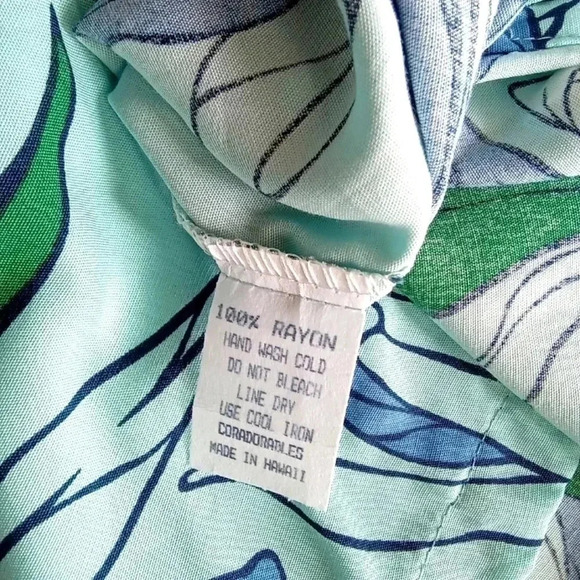 100% RAYON
HAND WASH COLD
DO NOT BLEACH
LINE DRY
USE COOL IRON
CORADORABLES
MADE IN HAWAII